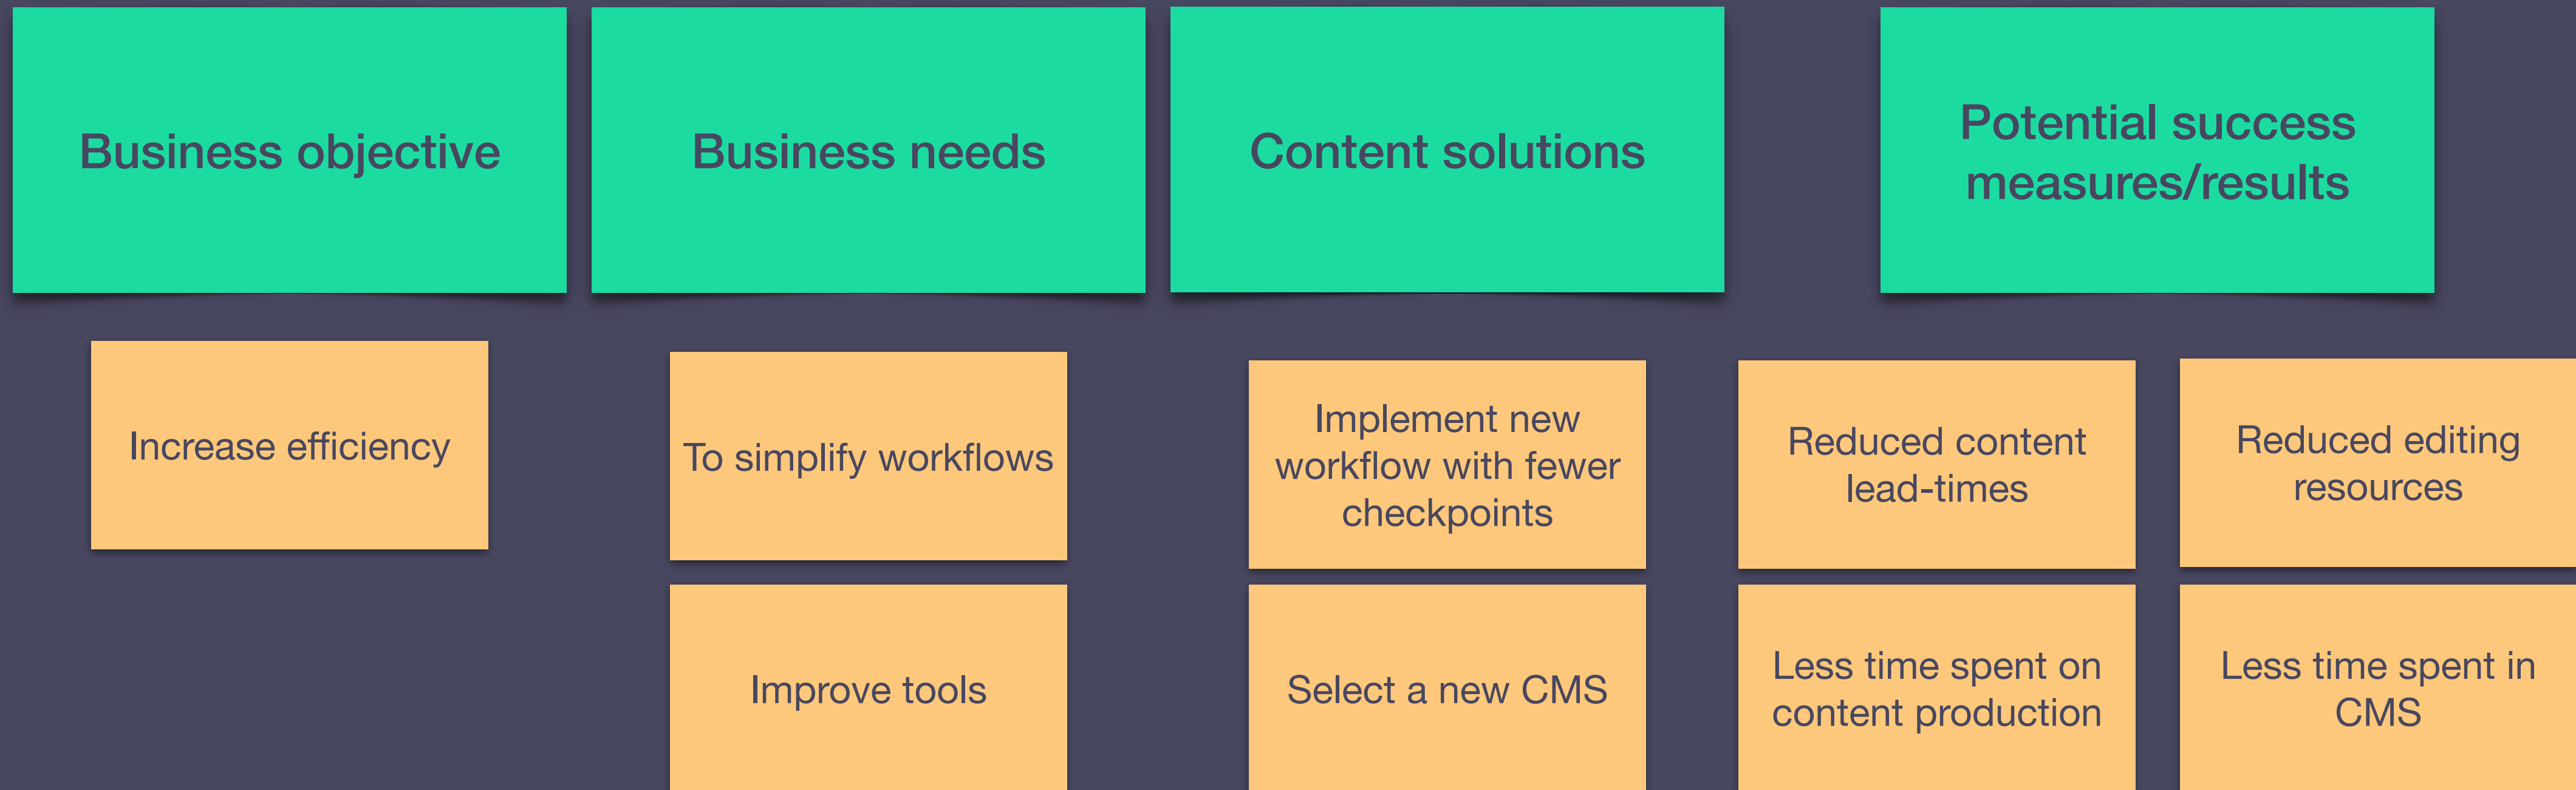 Business objective
Business needs
Content solutions
Potential success
measures/results
Increase efficiency
To simplify workflows
Implement new
workflow with fewer
checkpoints
Reduced content
lead-times
Reduced editing
resources
Improve tools
Select a new CMS
Less time spent on
content production
Less time spent in
CMS